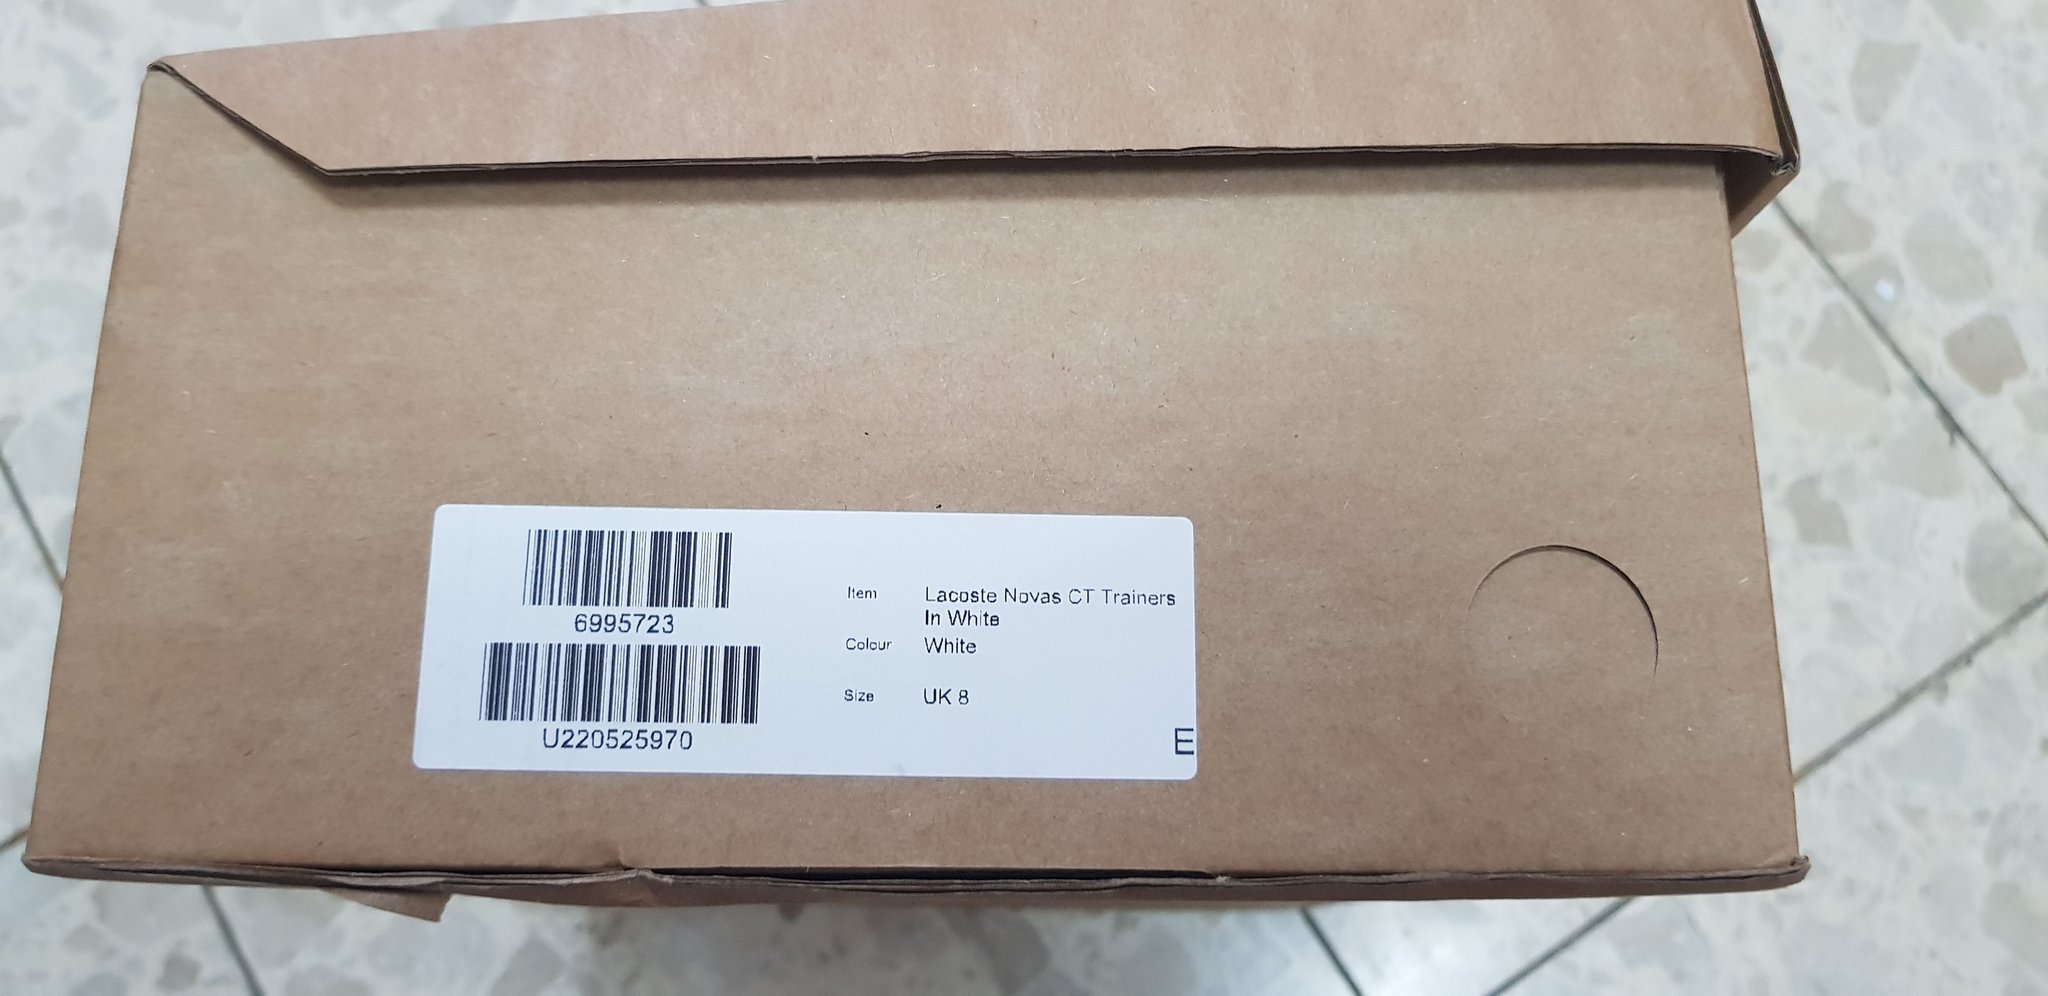 6995723
U220525970
Item Lacoste Novas CT Trainers
In White
Colour White
Size UK 8
E